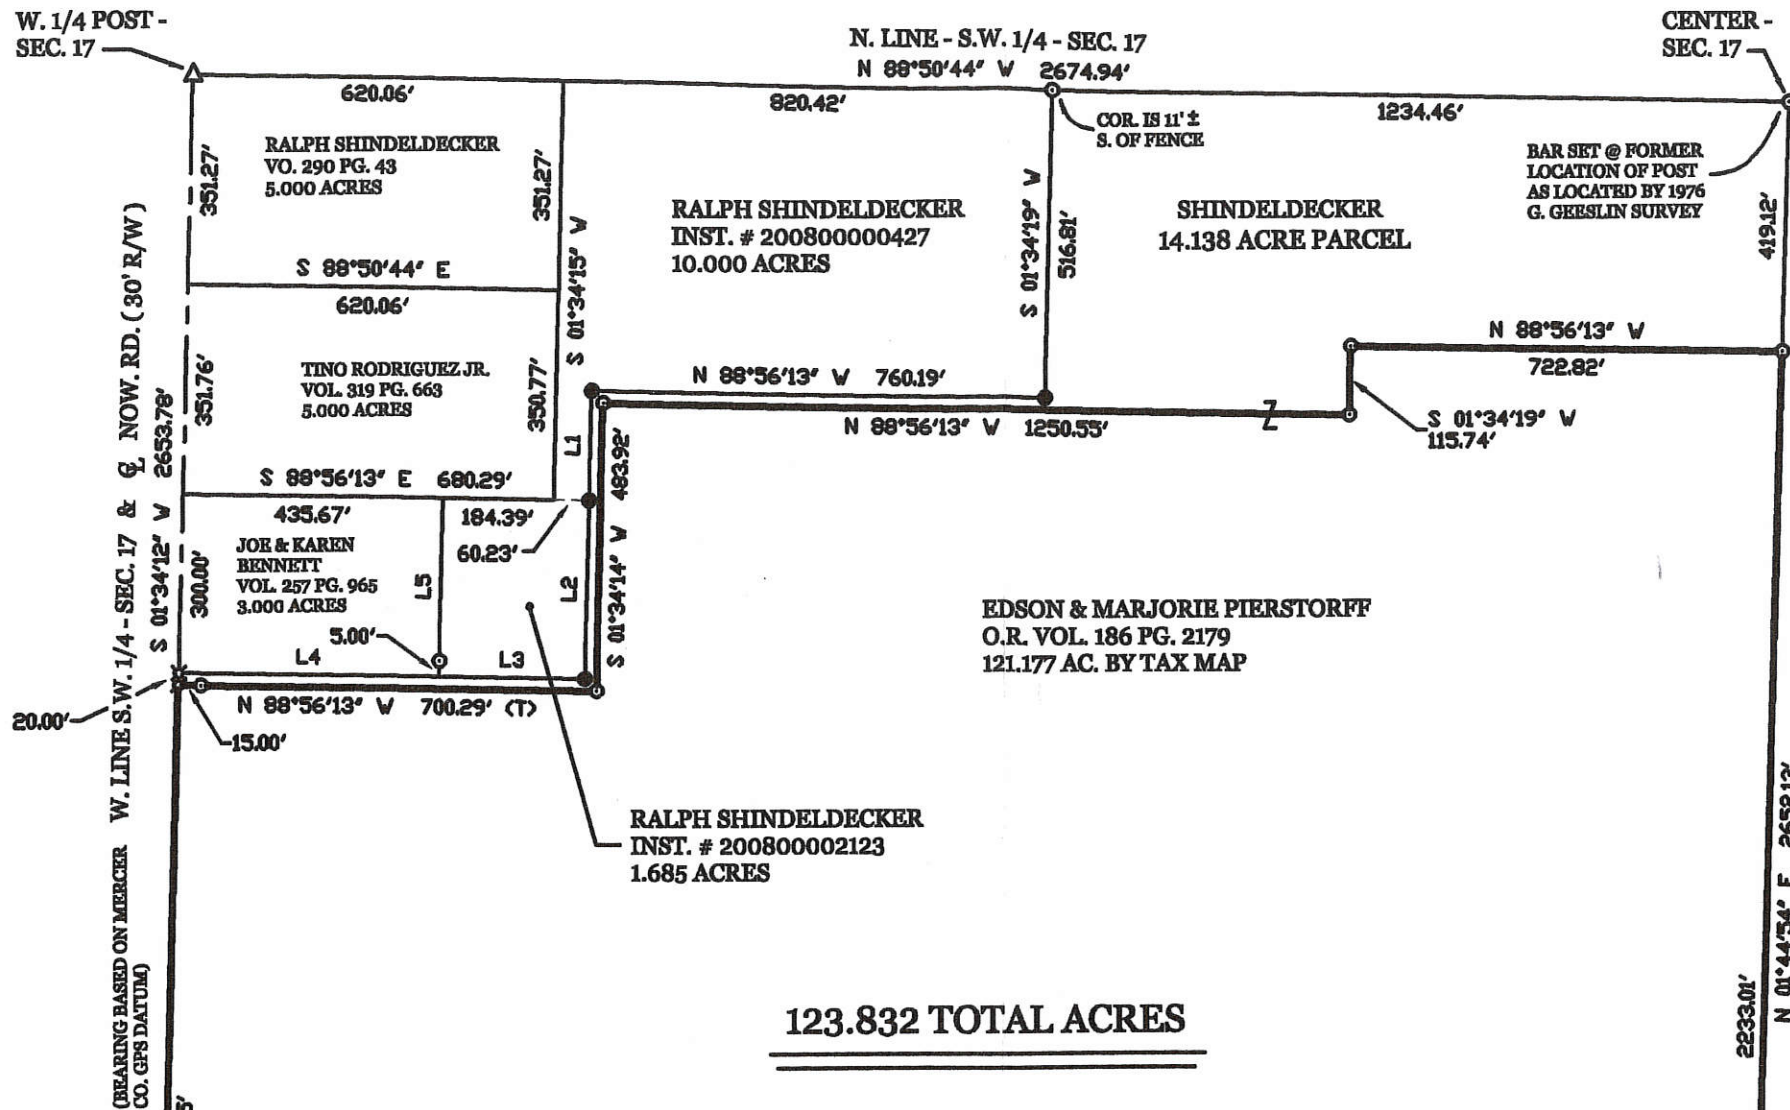 W. 1/4 POST -
SEC. 17
N. LINE - S.W. 1/4 - SEC. 17
N 88°50'44" W 2674.94'
CENTER -
SEC. 17
620.06'
820.42'
1234.46'
COR. IS 11' ±
S. OF FENCE
BAR SET @ FORMER
LOCATION OF POST
AS LOCATED BY 1976
G. GEESLIN SURVEY
RALPH SHINDELDECKER
VO. 290 PG. 43
5.000 ACRES
351.27'
351.27'
RALPH SHINDELDECKER
INST. # 200800000427
10.000 ACRES
S 01°34'19" W
516.81'
SHINDELDECKER
14.138 ACRE PARCEL
419.12'
S 88°50'44" E
620.06'
S 01°34'15" W
N 88°56'13" W
722.82'
TINO RODRIGUEZ JR.
VOL. 319 PG. 663
5.000 ACRES
351.76'
350.77'
N 88°56'13" W 760.19'
N 88°56'13" W 1250.55'
Z
S 01°34'19" W
115.74'
L1
483.92'
S 01°34'14" W
S 88°56'13" E 680.29'
435.67'
184.39'
60.23'
JOE & KAREN
BENNETT
VOL. 257 PG. 965
3.000 ACRES
300.00'
L5
L2
5.00'
L4
L3
N 88°56'13" W 700.29' (T)
20.00'
15.00'
W. LINE S.W. 1/4 - SEC. 17 & ℄ NOW. RD. (30' R/W)
S 01°34'12" W 2653.78'
(BEARING BASED ON MERCER
CO. GPS DATUM)
EDSON & MARJORIE PIERSTORFF
O.R. VOL. 186 PG. 2179
121.177 AC. BY TAX MAP
RALPH SHINDELDECKER
INST. # 200800002123
1.685 ACRES
123.832 TOTAL ACRES
2233.01'
N 01°44'54" E
5'